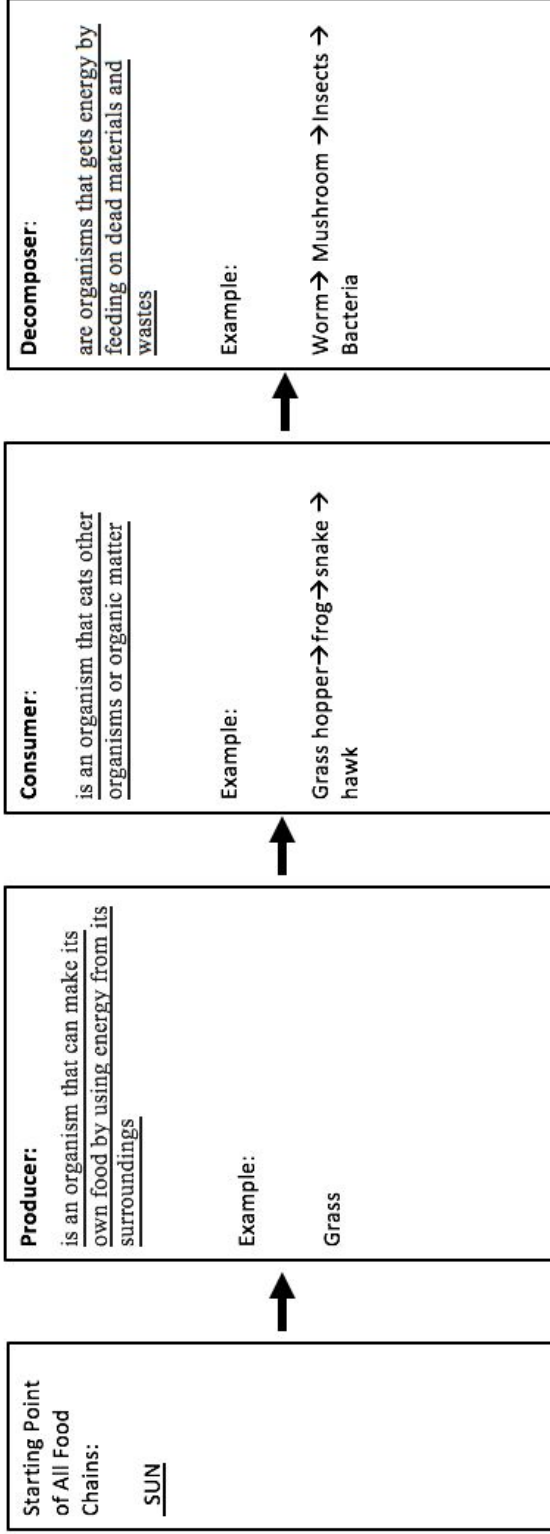 Starting Point
of All Food
Chains:
SUN
Producer:
is an organism that can make its
own food by using energy from its
surroundings
Example:
Grass
Consumer:
is an organism that eats other
organisms or organic matter
Example:
Grass hopper→frog→snake →
hawk
Decomposer:
are organisms that gets energy by
feeding on dead materials and
wastes
Example:
Worm→ Mushroom →Insects →
Bacteria